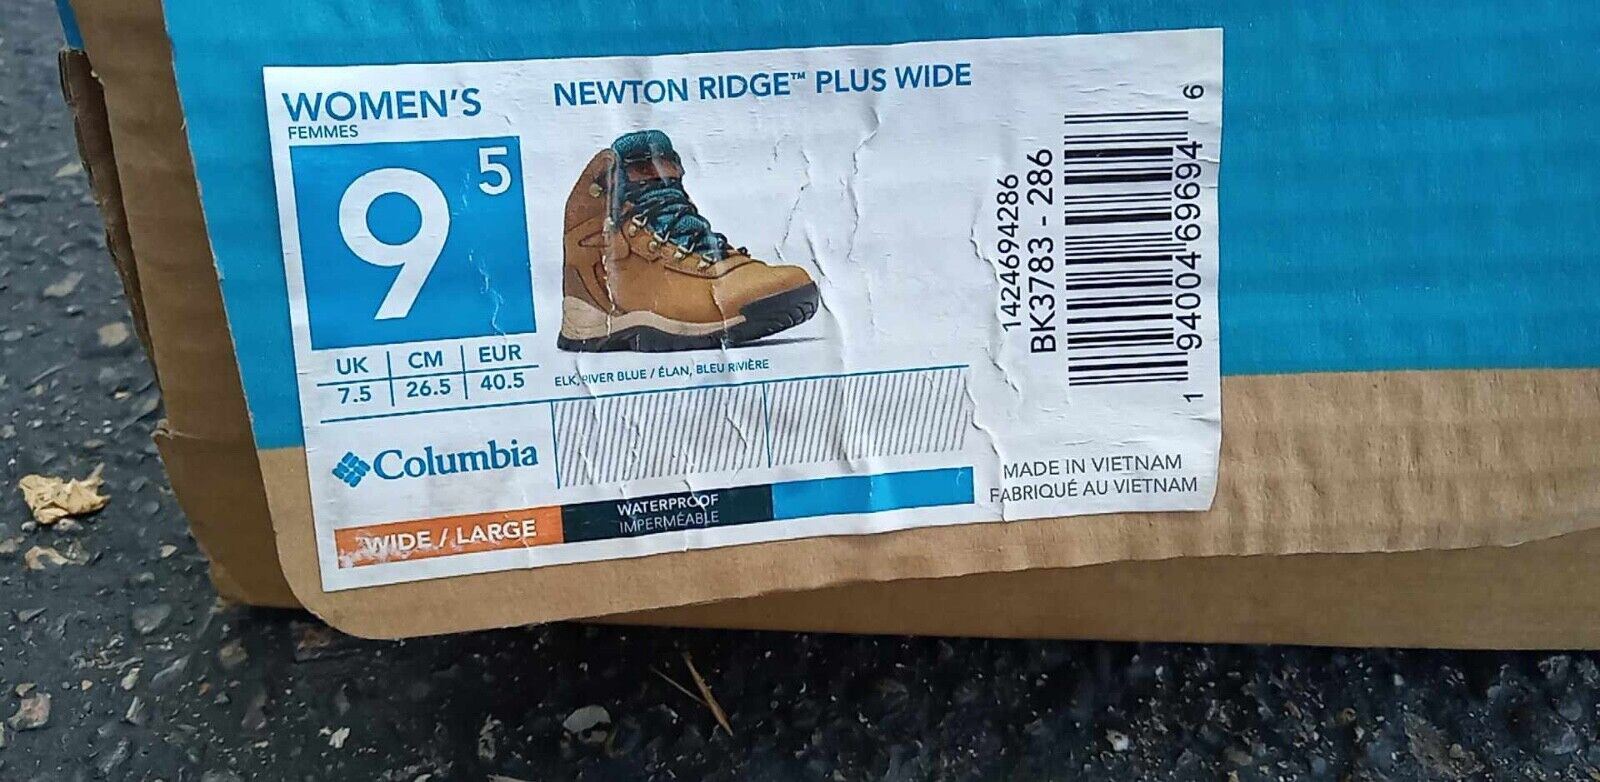 WOMEN'S
FEMMES
9 5
UK CM EUR
7.5 26.5 40.5
Columbia
WIDE / LARGE
NEWTON RIDGE™ PLUS WIDE
ELK, RIVER BLUE / ÉLAN, BLEU RIVIÈRE
WATERPROOF
IMPERMÉABLE
1424694286
BK3783 - 286
1 94004 69694 6
MADE IN VIETNAM
FABRIQUÉ AU VIETNAM